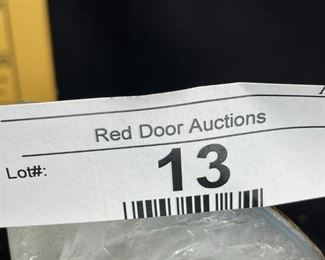 Red Door Auctions
Lot#: 13